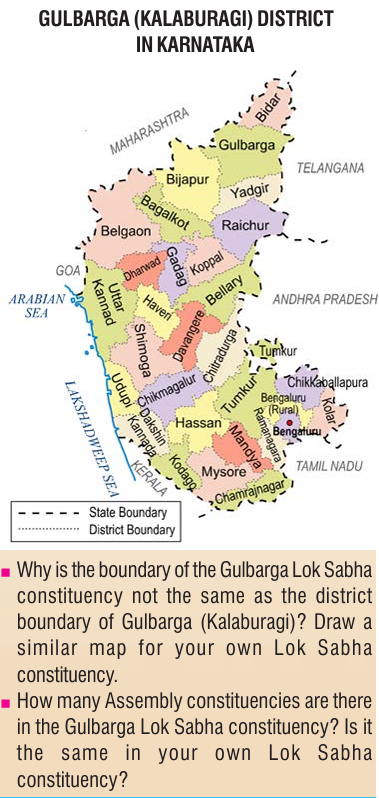 GULBARGA (KALABURAGI) DISTRICT
IN KARNATAKA
MAHARASHTRA
Bidar
Gulbarga
TELANGANA
Bijapur
Yadgir
Bagalkot
Raichur
Belgaon
Gadag
Koppal
Dharwad
GOA
Bellary
Uttar
Kannad
ARABIAN
SEA
Haveri
ANDHRA PRADESH
Davangere
Shimoga
Chitradurga
Tumkur
Chikkaballapura
Udupi
Chikmagalur
Tumkur
Bengaluru
(Rural)
Kolar
LAKSHADWEEP SEA
Dakshin
Kannada
Hassan
Ramanagara
Bengaluru
Mandya
KERALA
Kodagu
Mysore
TAMIL NADU
Chamrajnagar
State Boundary
District Boundary
Why is the boundary of the Gulbarga Lok Sabha
constituency not the same as the district
boundary of Gulbarga (Kalaburagi)? Draw a
similar map for your own Lok Sabha
constituency.
How many Assembly constituencies are there
in the Gulbarga Lok Sabha constituency? Is it
the same in your own Lok Sabha
constituency?